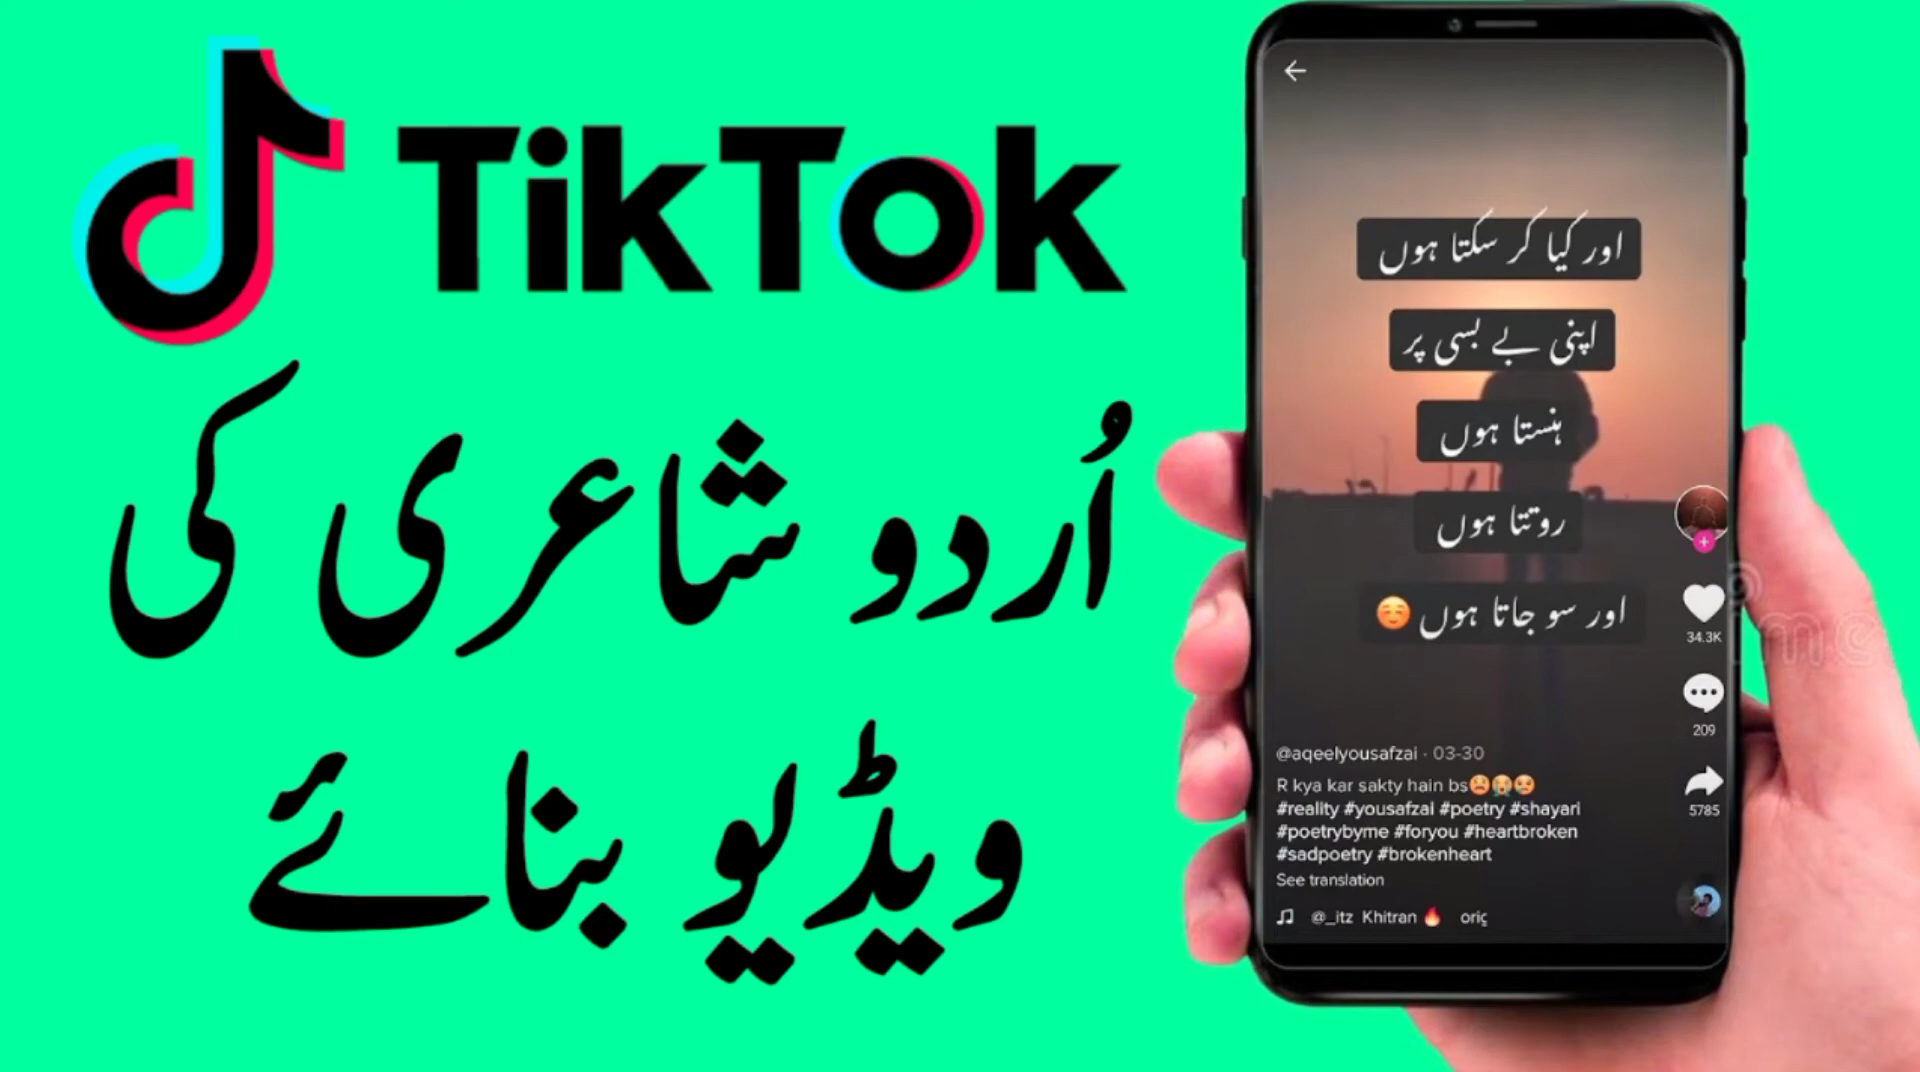 TikTok
اُردو شاعری کی
ویڈیو بنائے
اور کیا کر سکتا ہوں
اپنی بے بسی پر
ہنستا ہوں
روتتا ہوں
اور سو جاتا ہوں ☺️
34.3K
209
5785
@aqeelyousafzai · 03-30
R kya kar sakty hain bs😫😭😢
#reality #yousafzai #poetry #shayari
#poetrybyme #foryou #heartbroken
#sadpoetry #brokenheart
See translation
@_itz Khitran 🔥 orig